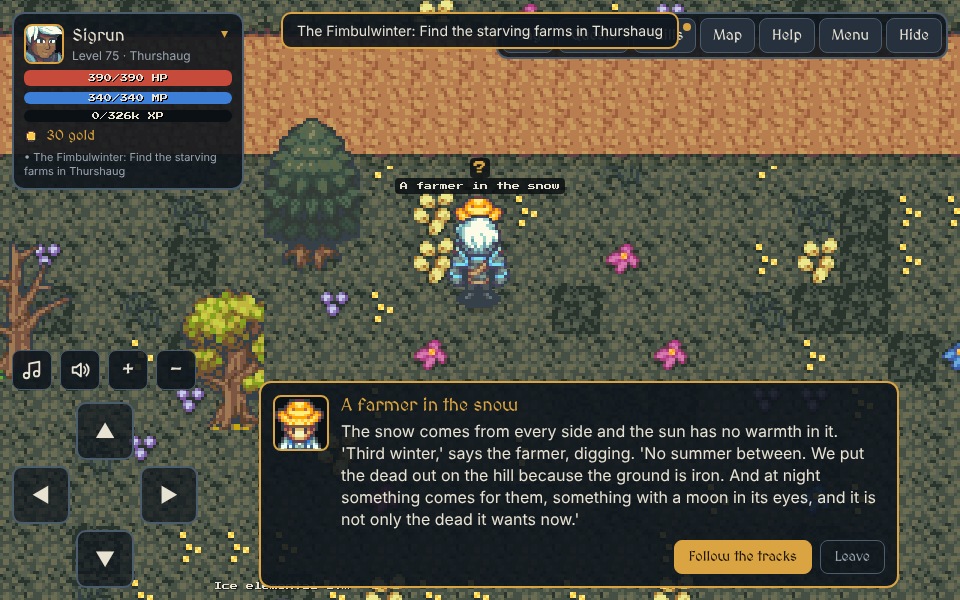 Sigrun
Level 75 · Thurshaug
390/390 HP
340/340 MP
0/326k XP
30 gold
• The Fimbulwinter: Find the starving
farms in Thurshaug
The Fimbulwinter: Find the starving farms in Thurshaug
Map
Help
Menu
Hide
?
A farmer in the snow
A farmer in the snow
The snow comes from every side and the sun has no warmth in it.
'Third winter,' says the farmer, digging. 'No summer between. We put
the dead out on the hill because the ground is iron. And at night
something comes for them, something with a moon in its eyes, and it is
not only the dead it wants now.'
Follow the tracks
Leave
Ice